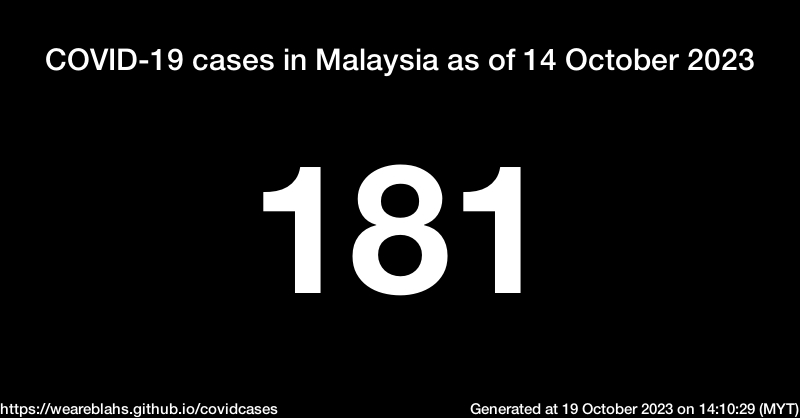 COVID-19 cases in Malaysia as of 14 October 2023
181
https://weareblahs.github.io/covidcases
Generated at 19 October 2023 on 14:10:29 (MYT)